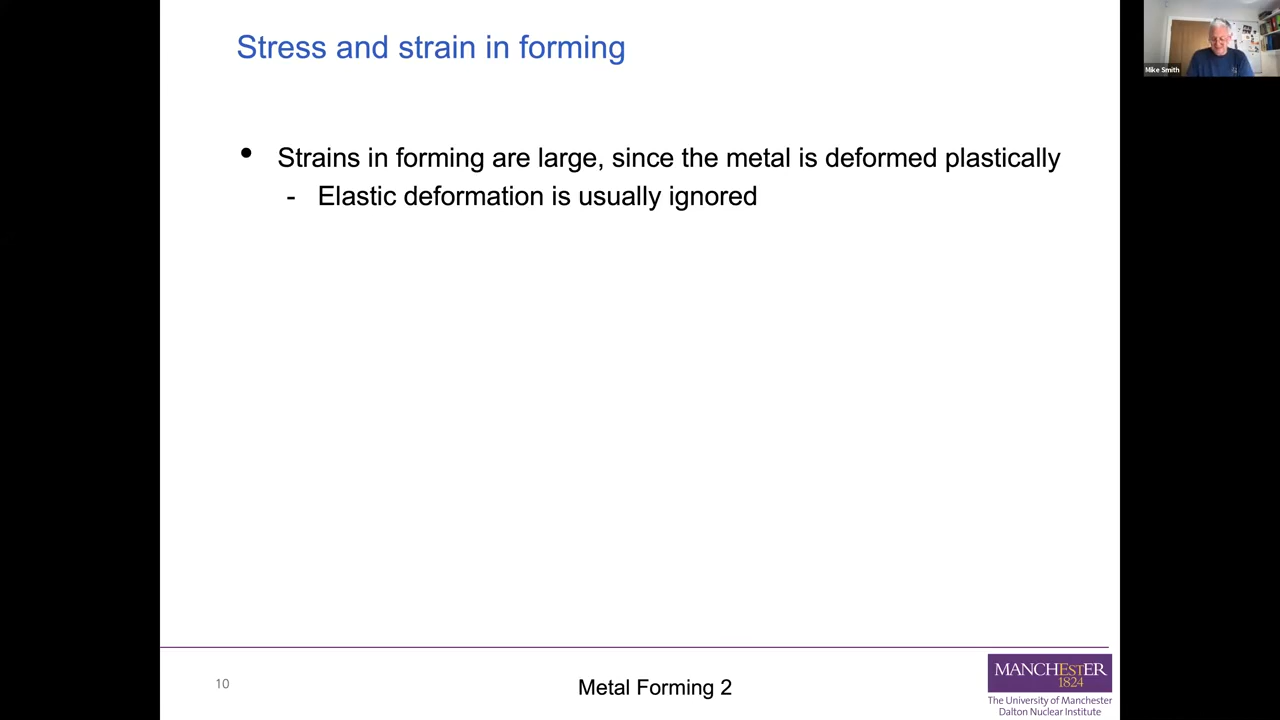 Stress and strain in forming
Mike Smith
• Strains in forming are large, since the metal is deformed plastically
- Elastic deformation is usually ignored
10
Metal Forming 2
MANCHESTER
1824
The University of Manchester
Dalton Nuclear Institute